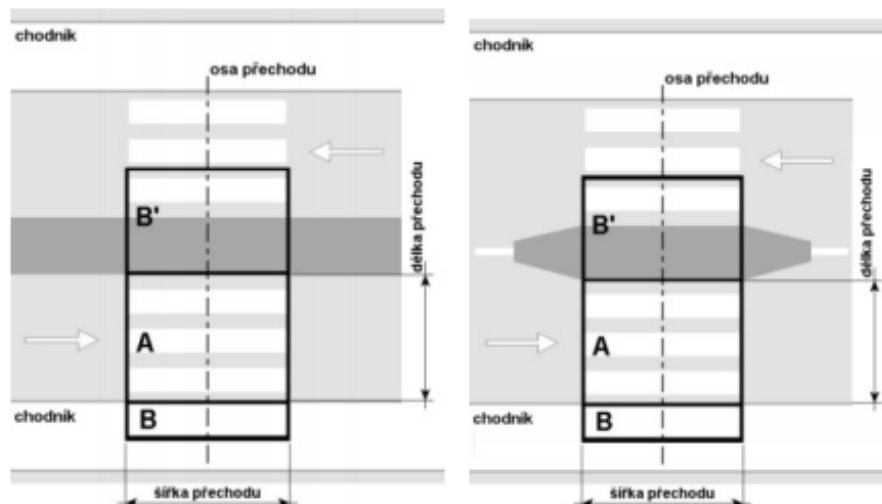 chodník
osa přechodu
B'
délka přechodu
A
chodník
B
šířka přechodu
chodník
osa přechodu
B'
délka přechodu
A
chodník
B
šířka přechodu